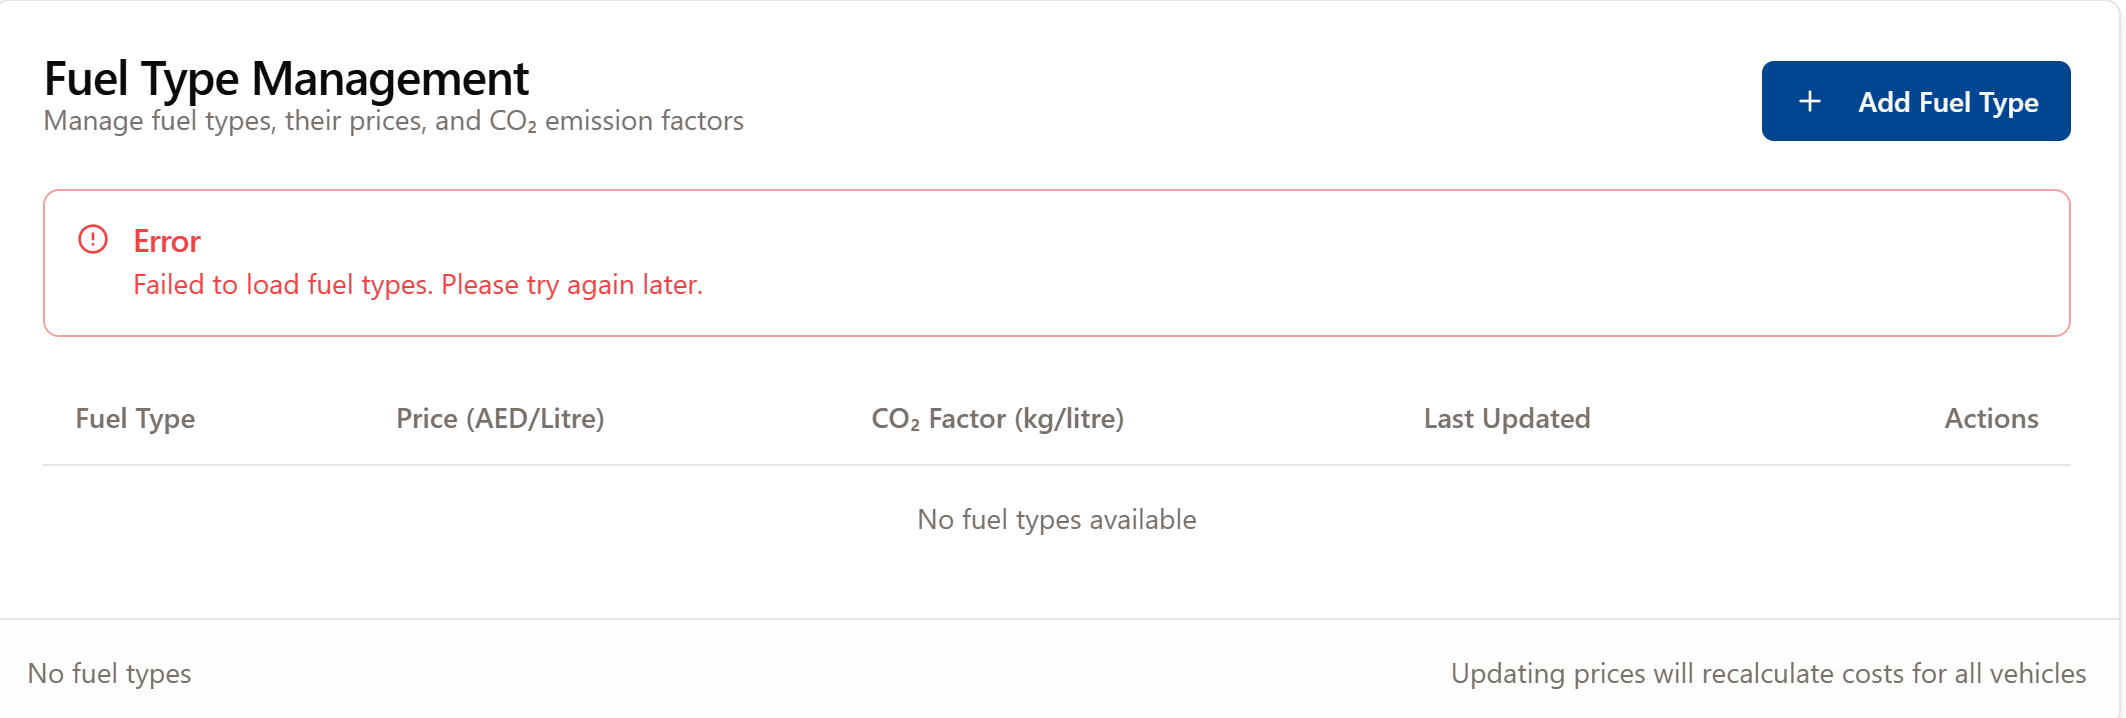 Fuel Type Management
Manage fuel types, their prices, and CO₂ emission factors
+ Add Fuel Type
Error
Failed to load fuel types. Please try again later.
Fuel Type Price (AED/Litre) CO₂ Factor (kg/litre) Last Updated Actions
No fuel types available
No fuel types Updating prices will recalculate costs for all vehicles